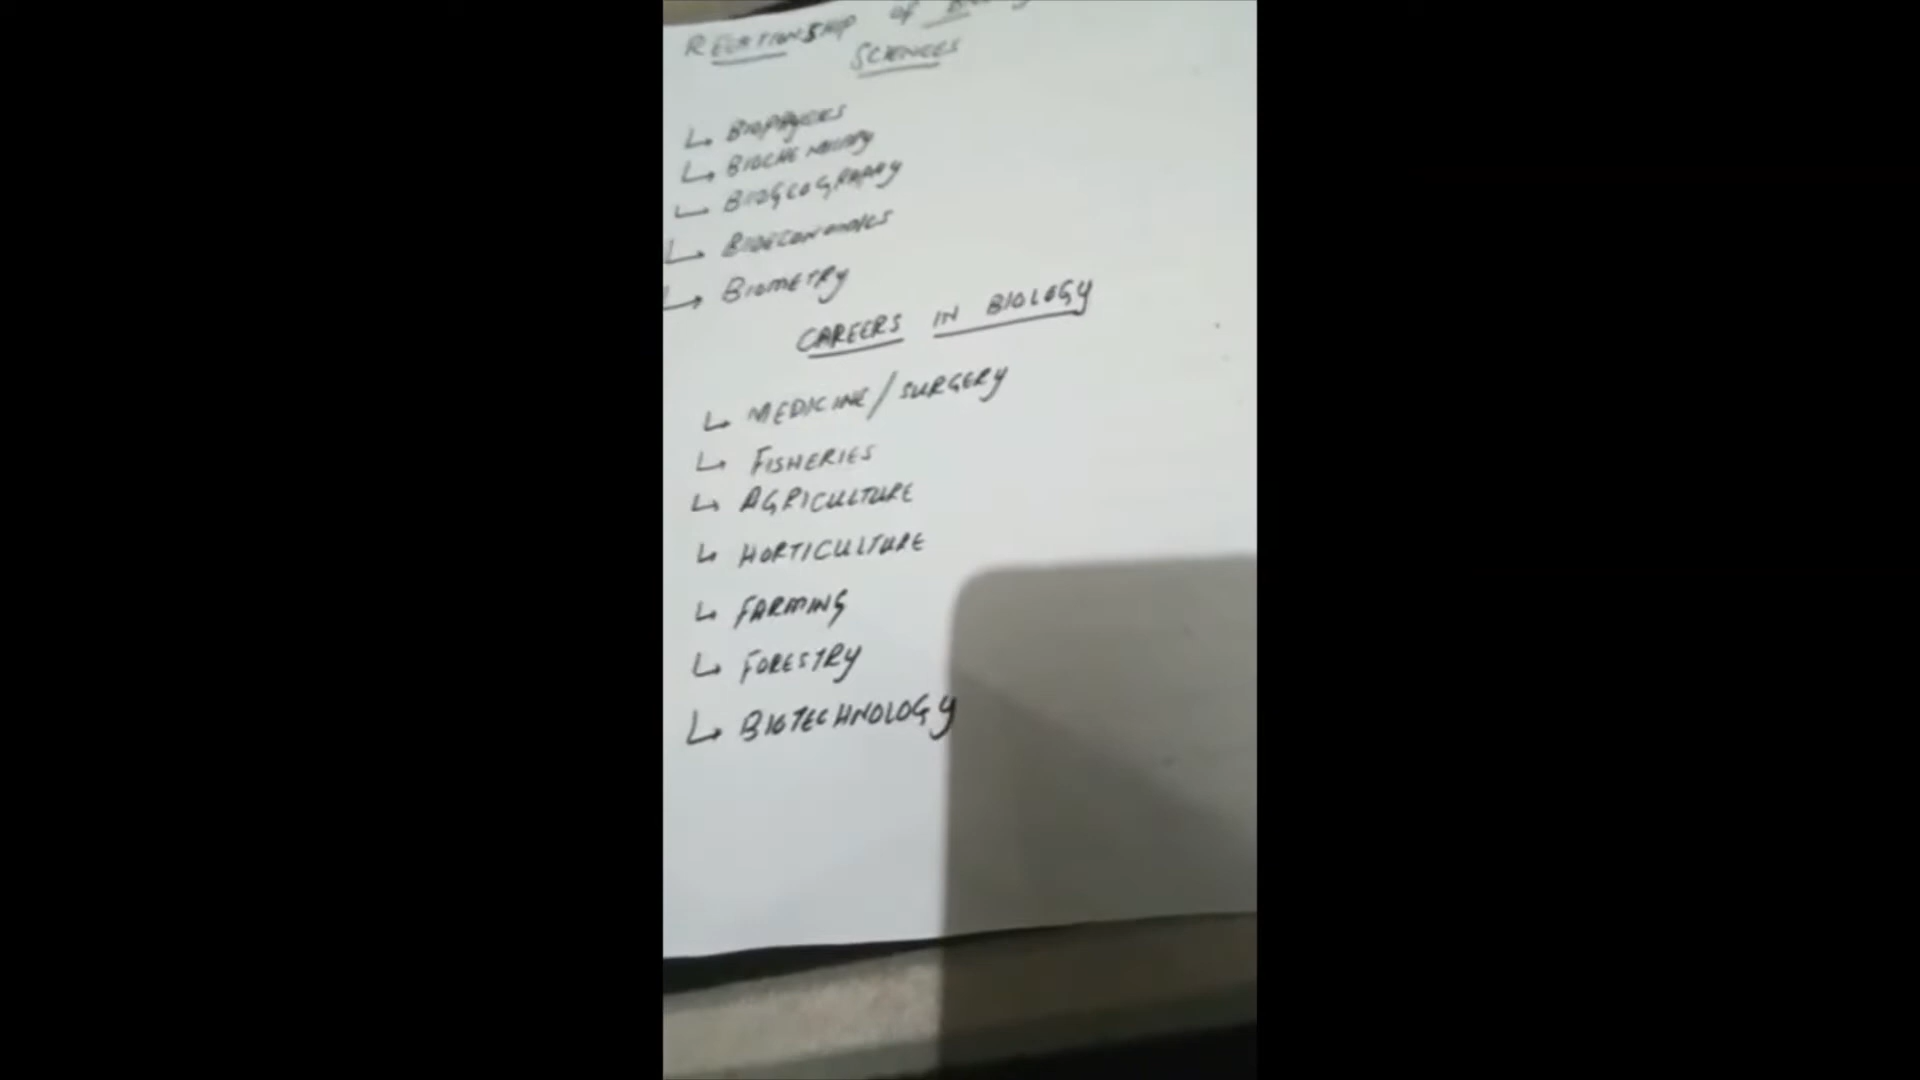 RELATIONSHIP of
SCIENCES
↳ BIOPHYSICS
↳ BIOCHEMISTRY
↳ BIOGEOGRAPHY
↳ BIOECONOMICS
↳ BIOMETRY
CAREERS IN BIOLOGY
↳ MEDICINE/SURGERY
↳ FISHERIES
↳ AGRICULTURE
↳ HORTICULTURE
↳ FARMING
↳ FORESTRY
↳ BIOTECHNOLOGY